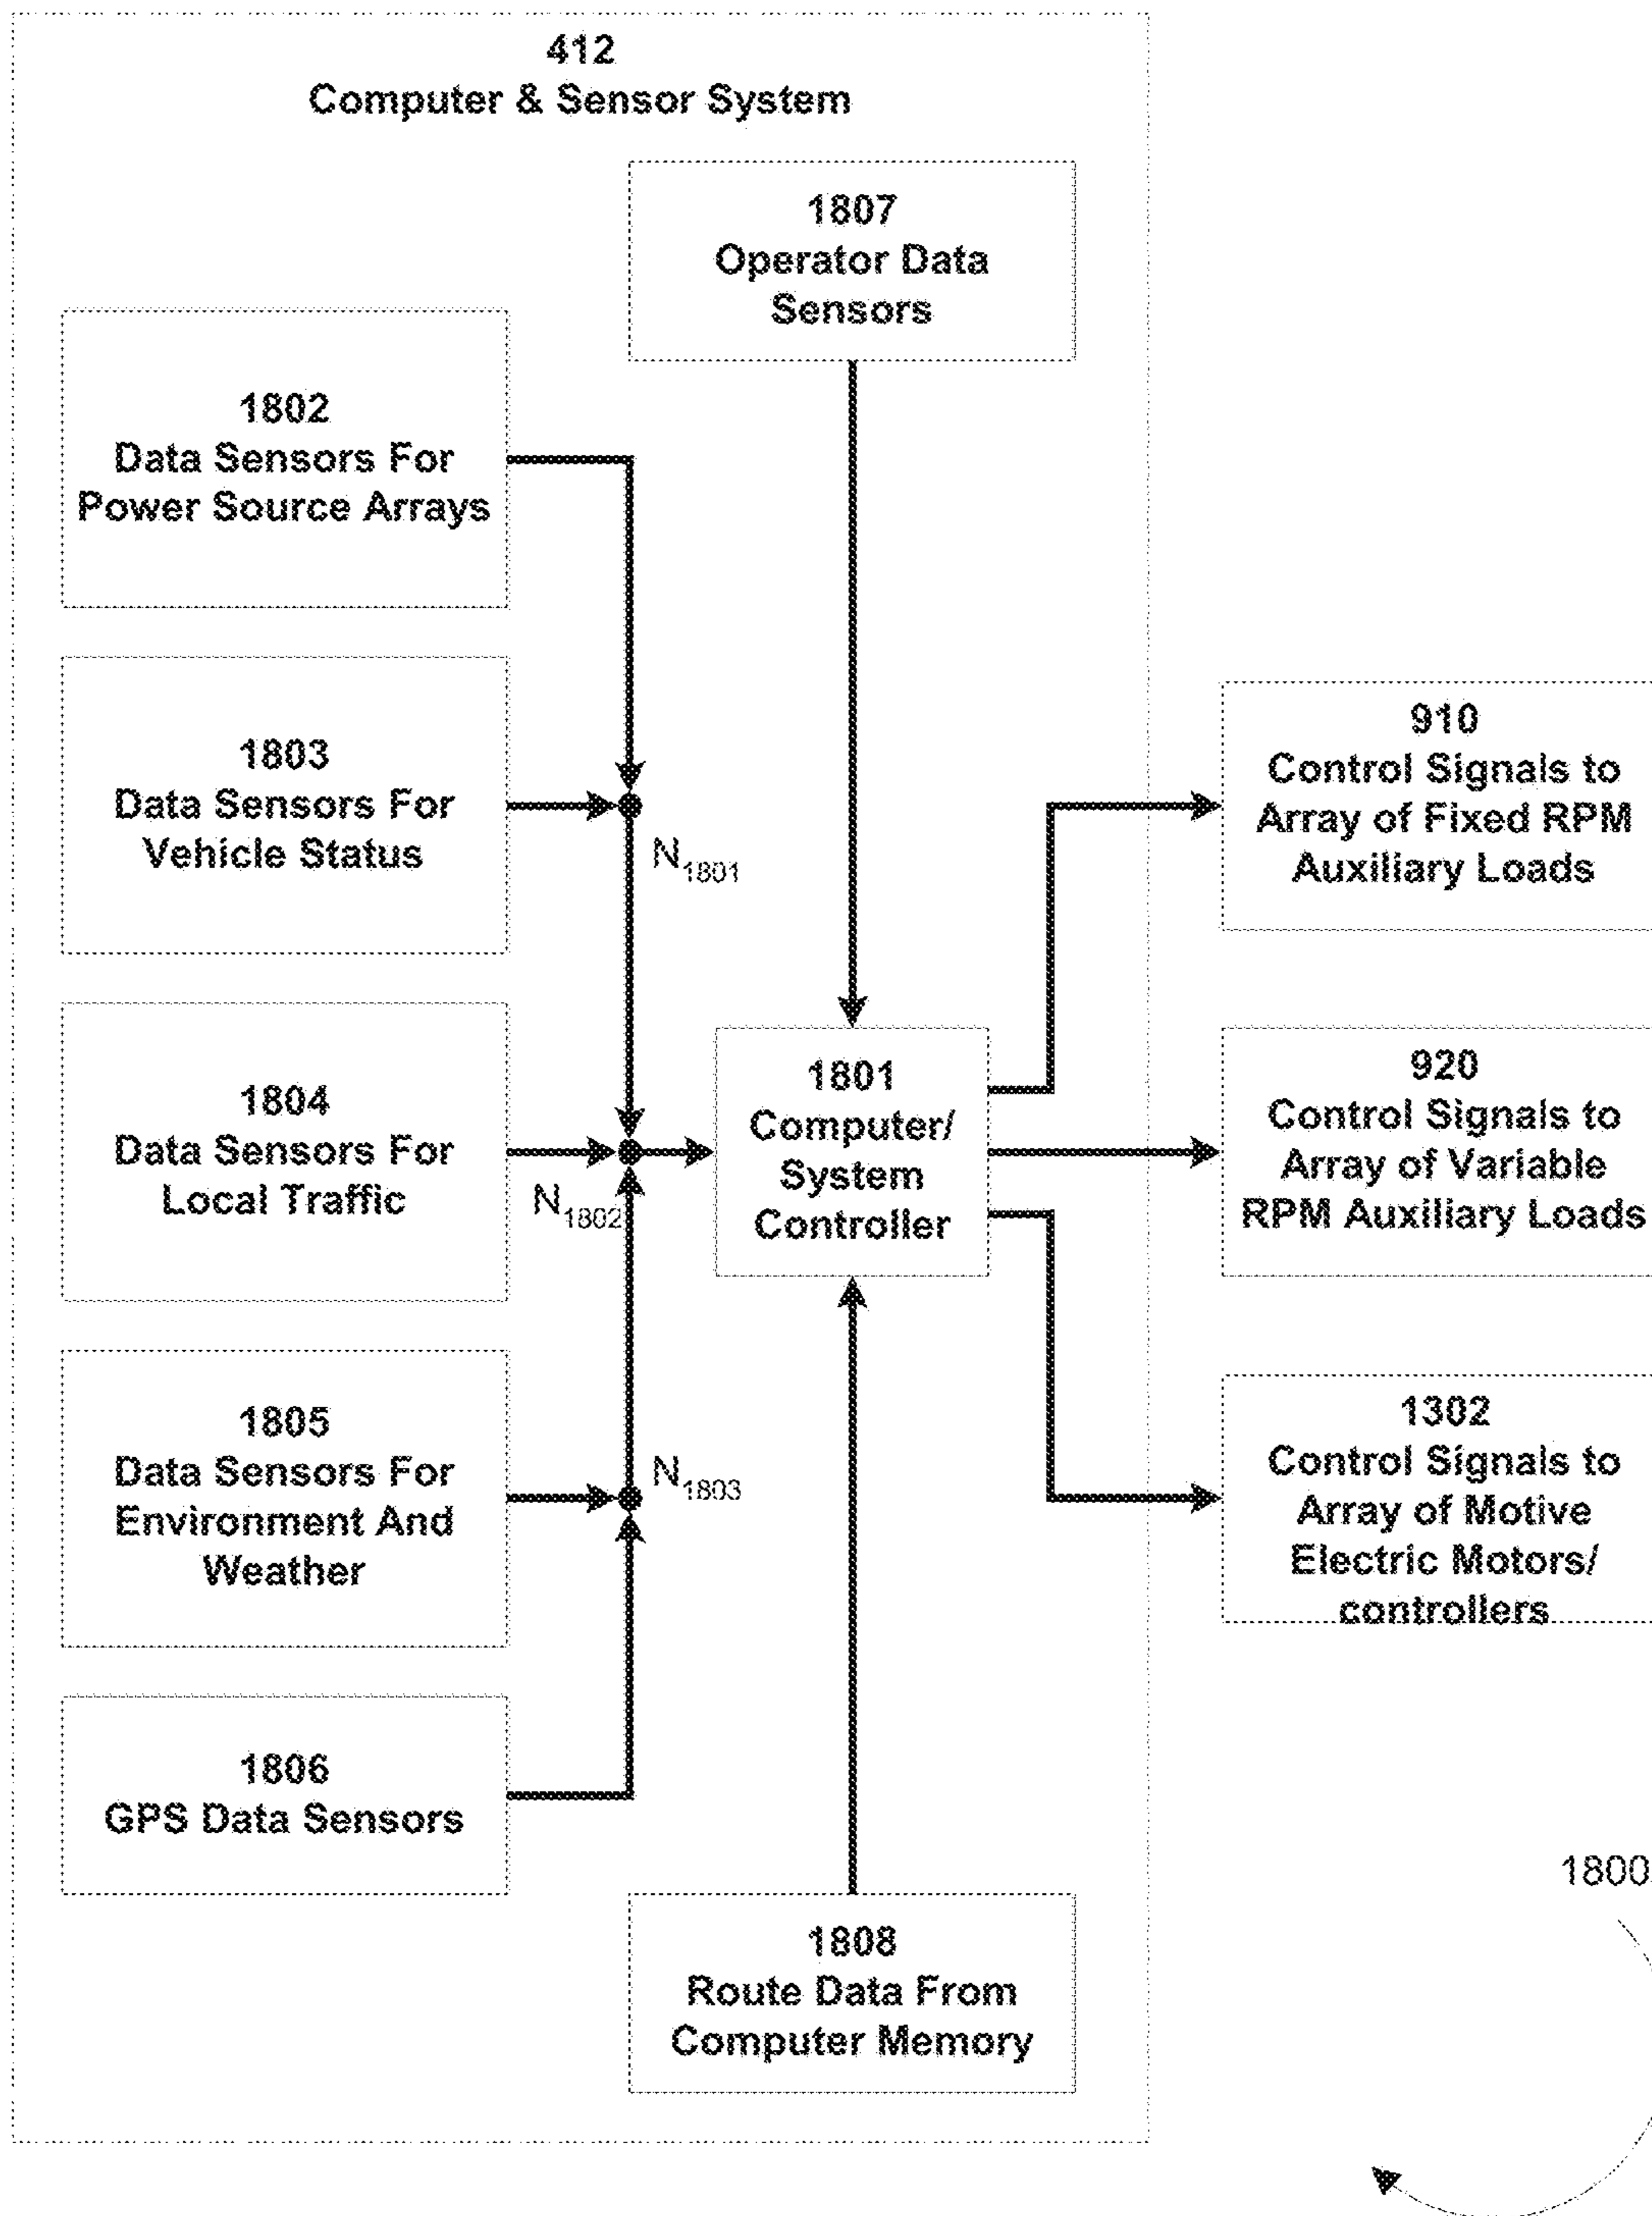 412
Computer & Sensor System
1807
Operator Data
Sensors
1802
Data Sensors For
Power Source Arrays
1803
Data Sensors For
Vehicle Status
N1801
910
Control Signals to
Array of Fixed RPM
Auxiliary Loads
1804
Data Sensors For
Local Traffic
N1802
1801
Computer/
System
Controller
920
Control Signals to
Array of Variable
RPM Auxiliary Loads
1805
Data Sensors For
Environment And
Weather
N1803
1302
Control Signals to
Array of Motive
Electric Motors/
controllers
1806
GPS Data Sensors
1808
Route Data From
Computer Memory
1800